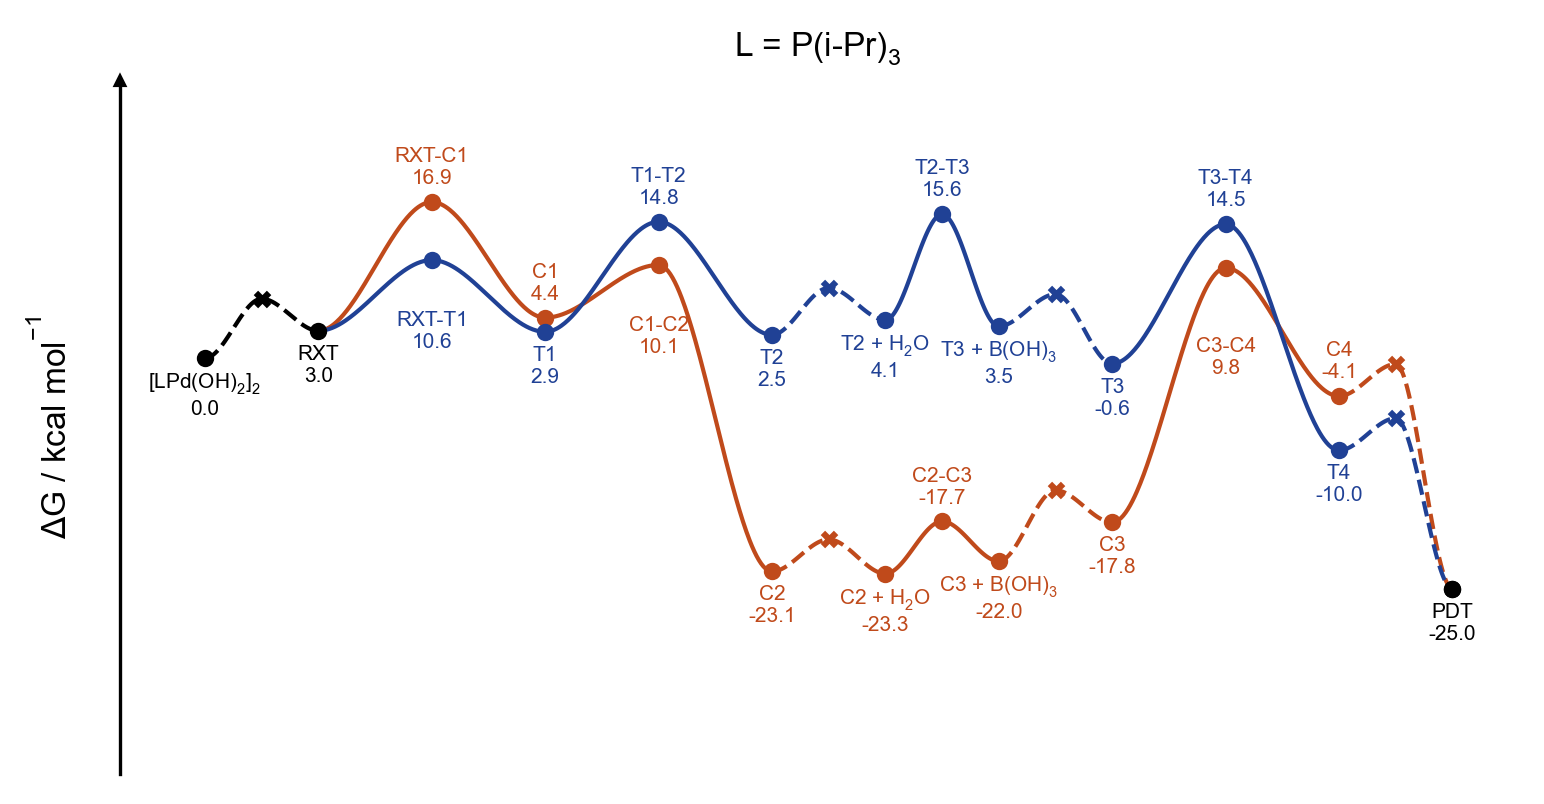 L = P(i-Pr)₃
ΔG / kcal mol⁻¹
[LPd(OH)₂]₂
0.0
RXT
3.0
RXT-C1
16.9
RXT-T1
10.6
C1
4.4
T1
2.9
T1-T2
14.8
C1-C2
10.1
T2
2.5
C2
-23.1
T2 + H₂O
4.1
C2 + H₂O
-23.3
T2-T3
15.6
C2-C3
-17.7
T3 + B(OH)₃
3.5
C3 + B(OH)₃
-22.0
T3
-0.6
C3
-17.8
T3-T4
14.5
C3-C4
9.8
C4
-4.1
T4
-10.0
PDT
-25.0